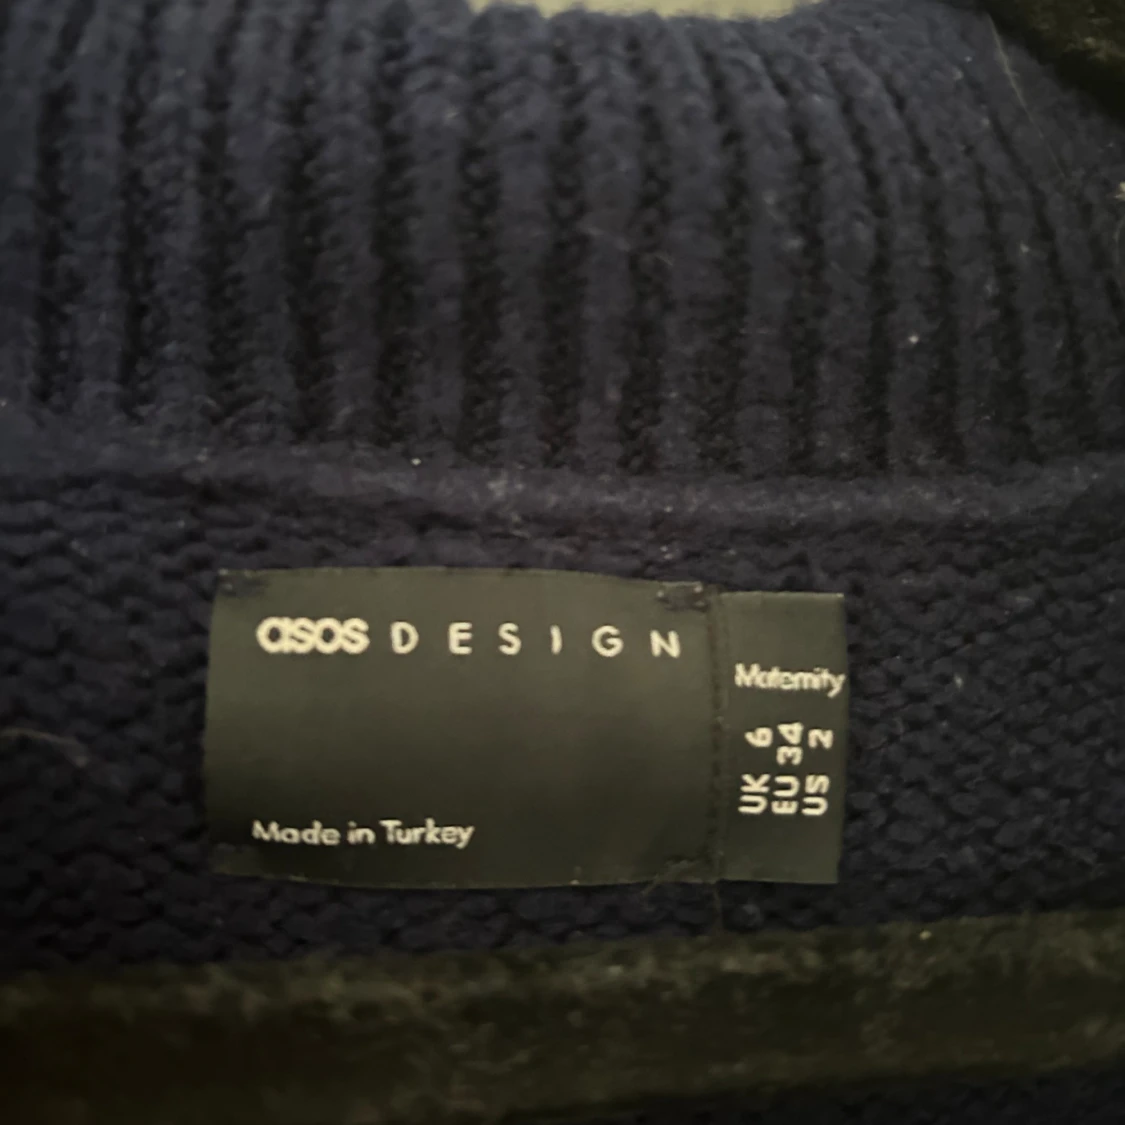 asos DESIGN
Made in Turkey
Maternity
UK 6
EU 34
US 2